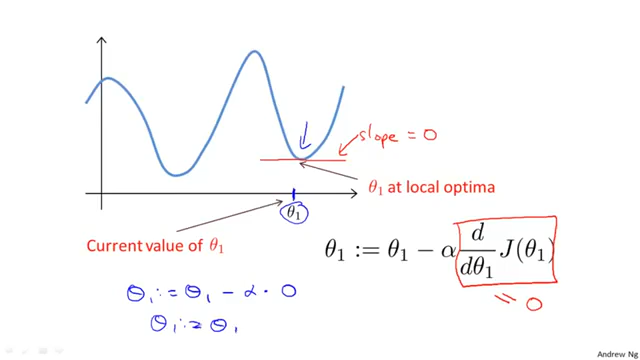 slope = 0
θ₁ at local optima
θ₁
Current value of θ₁
θ₁ := θ₁ − α d/dθ₁ J(θ₁)
= 0
θ₁ := θ₁ − α · 0
θ₁ := θ₁
Andrew Ng